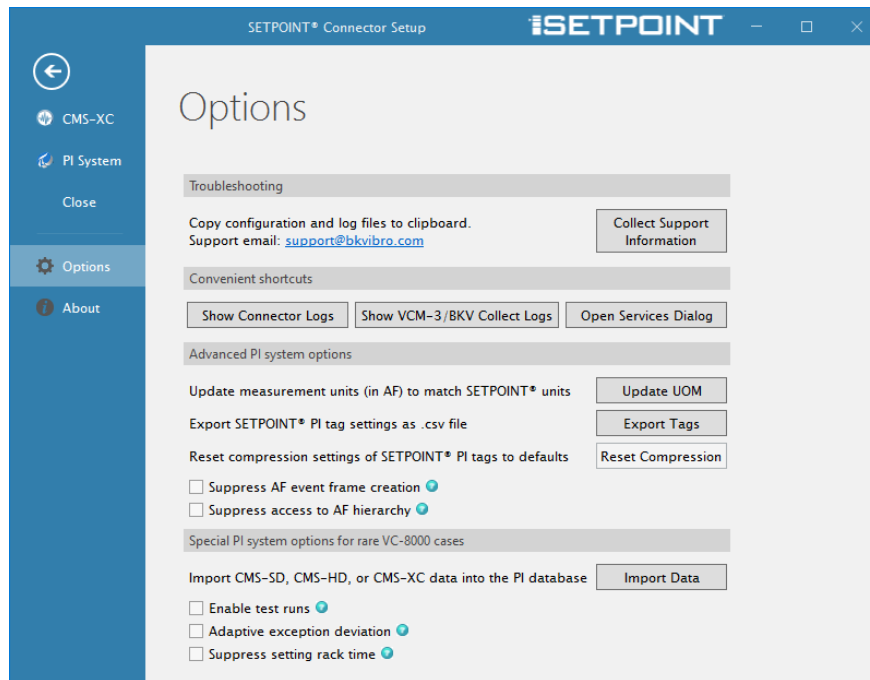 SETPOINT® Connector Setup
SETPOINT
CMS-XC
PI System
Close
Options
About
Options
Troubleshooting
Copy configuration and log files to clipboard.
Support email: support@bkvibro.com
Collect Support
Information
Convenient shortcuts
Show Connector Logs
Show VCM-3/BKV Collect Logs
Open Services Dialog
Advanced PI system options
Update measurement units (in AF) to match SETPOINT® units
Update UOM
Export SETPOINT® PI tag settings as .csv file
Export Tags
Reset compression settings of SETPOINT® PI tags to defaults
Reset Compression
Suppress AF event frame creation
Suppress access to AF hierarchy
Special PI system options for rare VC-8000 cases
Import CMS-SD, CMS-HD, or CMS-XC data into the PI database
Import Data
Enable test runs
Adaptive exception deviation
Suppress setting rack time